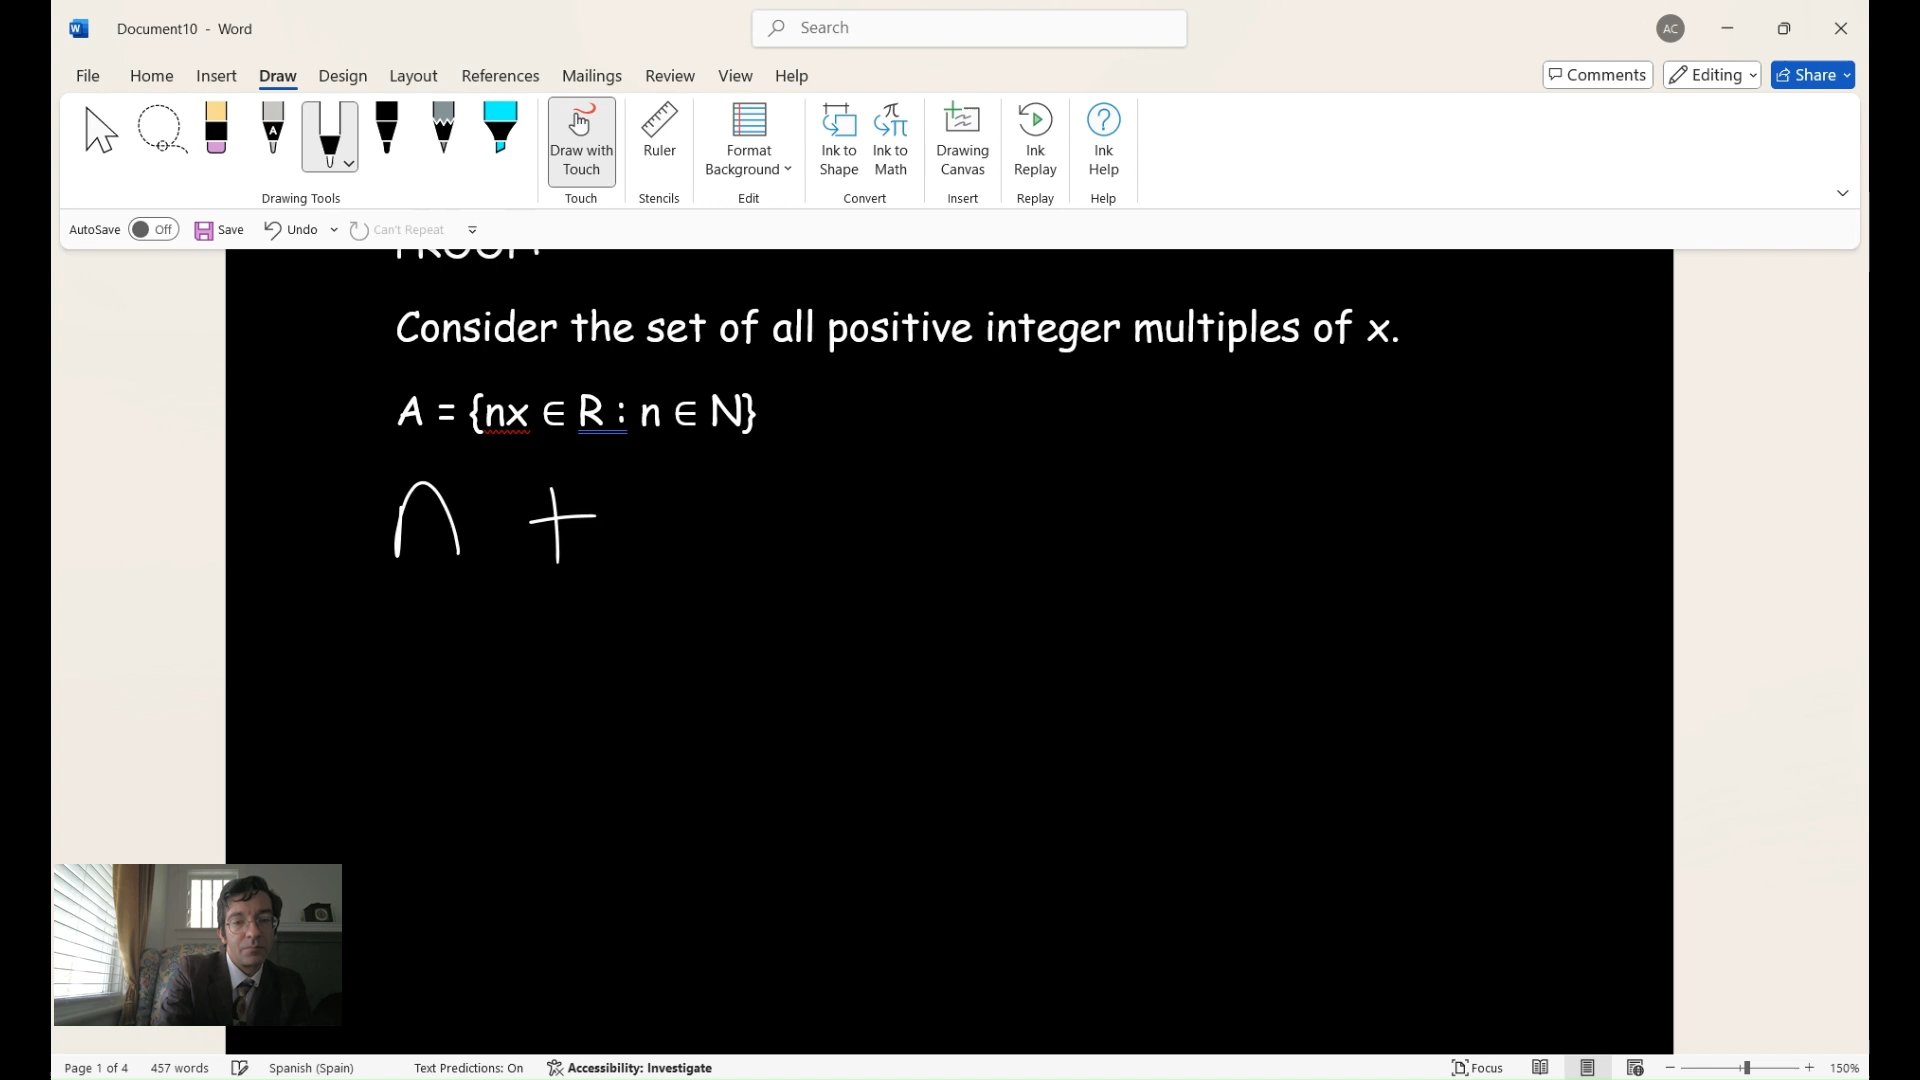 Document10 - Word
Search
AC
File Home Insert Draw Design Layout References Mailings Review View Help
Comments Editing Share
Draw with Touch
Ruler
Format Background
Ink to Shape
Ink to Math
Drawing Canvas
Ink Replay
Ink Help
Drawing Tools Touch Stencils Edit Convert Insert Replay Help
AutoSave Off Save Undo Can't Repeat
PROOF:
Consider the set of all positive integer multiples of x.
A = {nx ∈ R : n ∈ N}
n +
Page 1 of 4 457 words Spanish (Spain) Text Predictions: On Accessibility: Investigate Focus 150%